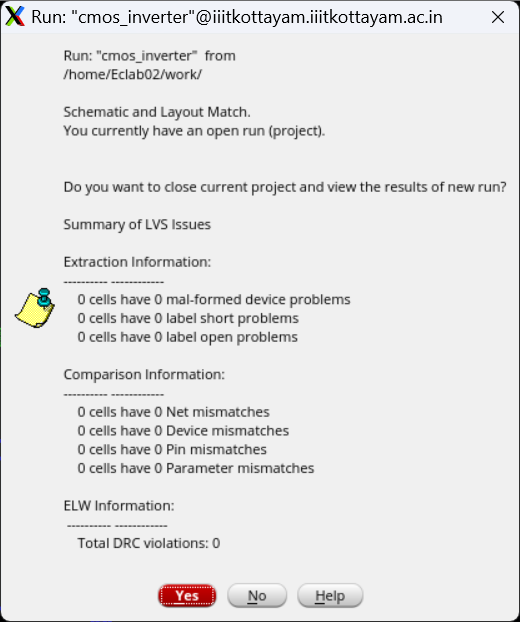 Run: "cmos_inverter"@iiitkottayam.iiitkottayam.ac.in
Run: "cmos_inverter" from
/home/Eclab02/work/
Schematic and Layout Match.
You currently have an open run (project).
Do you want to close current project and view the results of new run?
Summary of LVS Issues
Extraction Information:
---------- ------------
0 cells have 0 mal-formed device problems
0 cells have 0 label short problems
0 cells have 0 label open problems
Comparison Information:
---------- ------------
0 cells have 0 Net mismatches
0 cells have 0 Device mismatches
0 cells have 0 Pin mismatches
0 cells have 0 Parameter mismatches
ELW Information:
---------- ------------
Total DRC violations: 0
Yes No Help